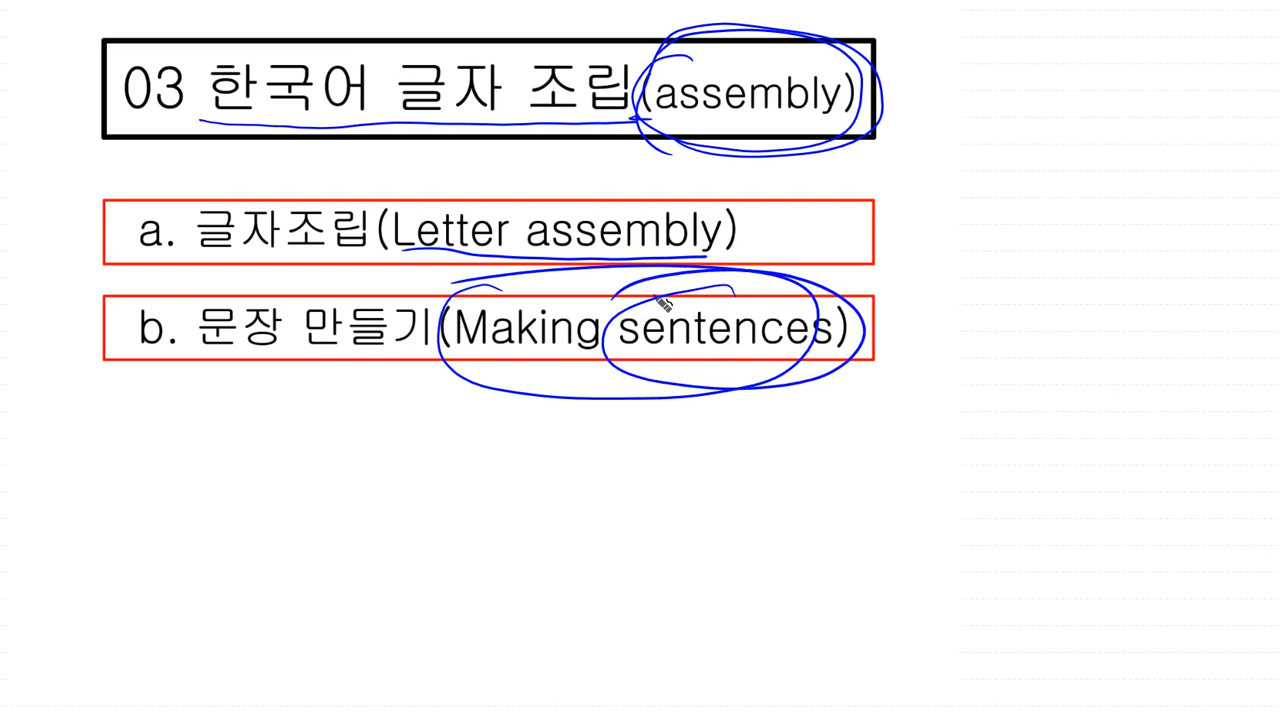 03 한국어 글자 조립(assembly)
a. 글자조립(Letter assembly)
b. 문장 만들기(Making sentences)